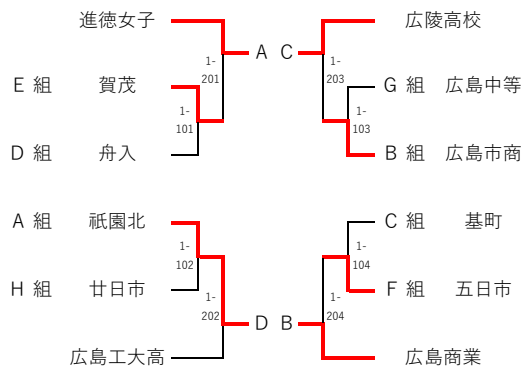 進徳女子
広陵高校
1-
201
A C
1-
203
E 組 賀茂
G 組 広島中等
1-
101
1-
103
D 組 舟入
B 組 広島市商
A 組 祇園北
C 組 基町
1-
102
1-
104
H 組 廿日市
F 組 五日市
1-
202
D B
1-
204
広島工大高
広島商業